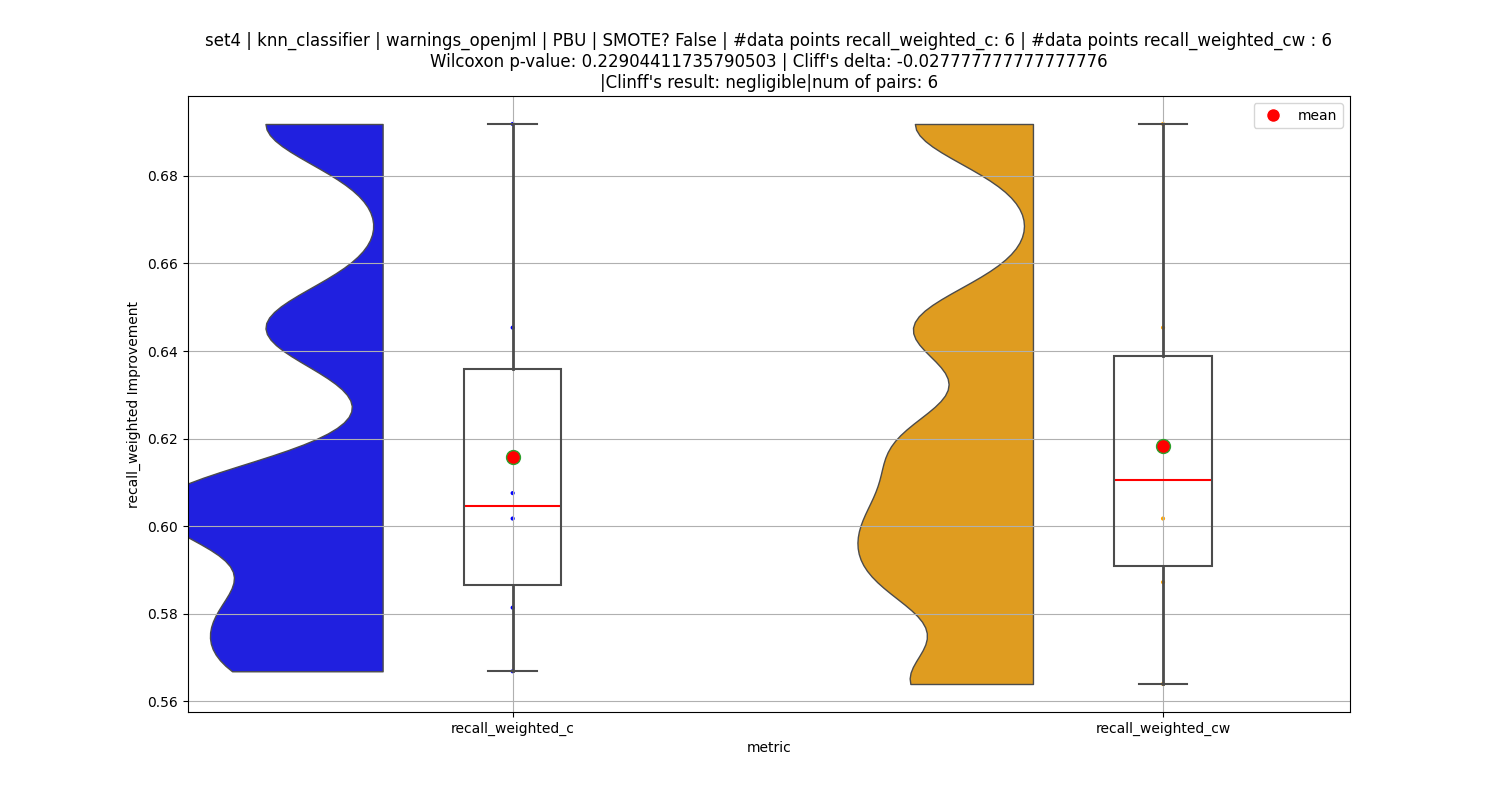 set4 | knn_classifier | warnings_openjml | PBU | SMOTE? False | #data points recall_weighted_c: 6 | #data points recall_weighted_cw : 6
Wilcoxon p-value: 0.22904411735790503 | Cliff's delta: -0.027777777777777776
|Clinff's result: negligible|num of pairs: 6
mean
0.68
0.66
0.64
0.62
0.60
0.58
0.56
recall_weighted Improvement
recall_weighted_c
recall_weighted_cw
metric